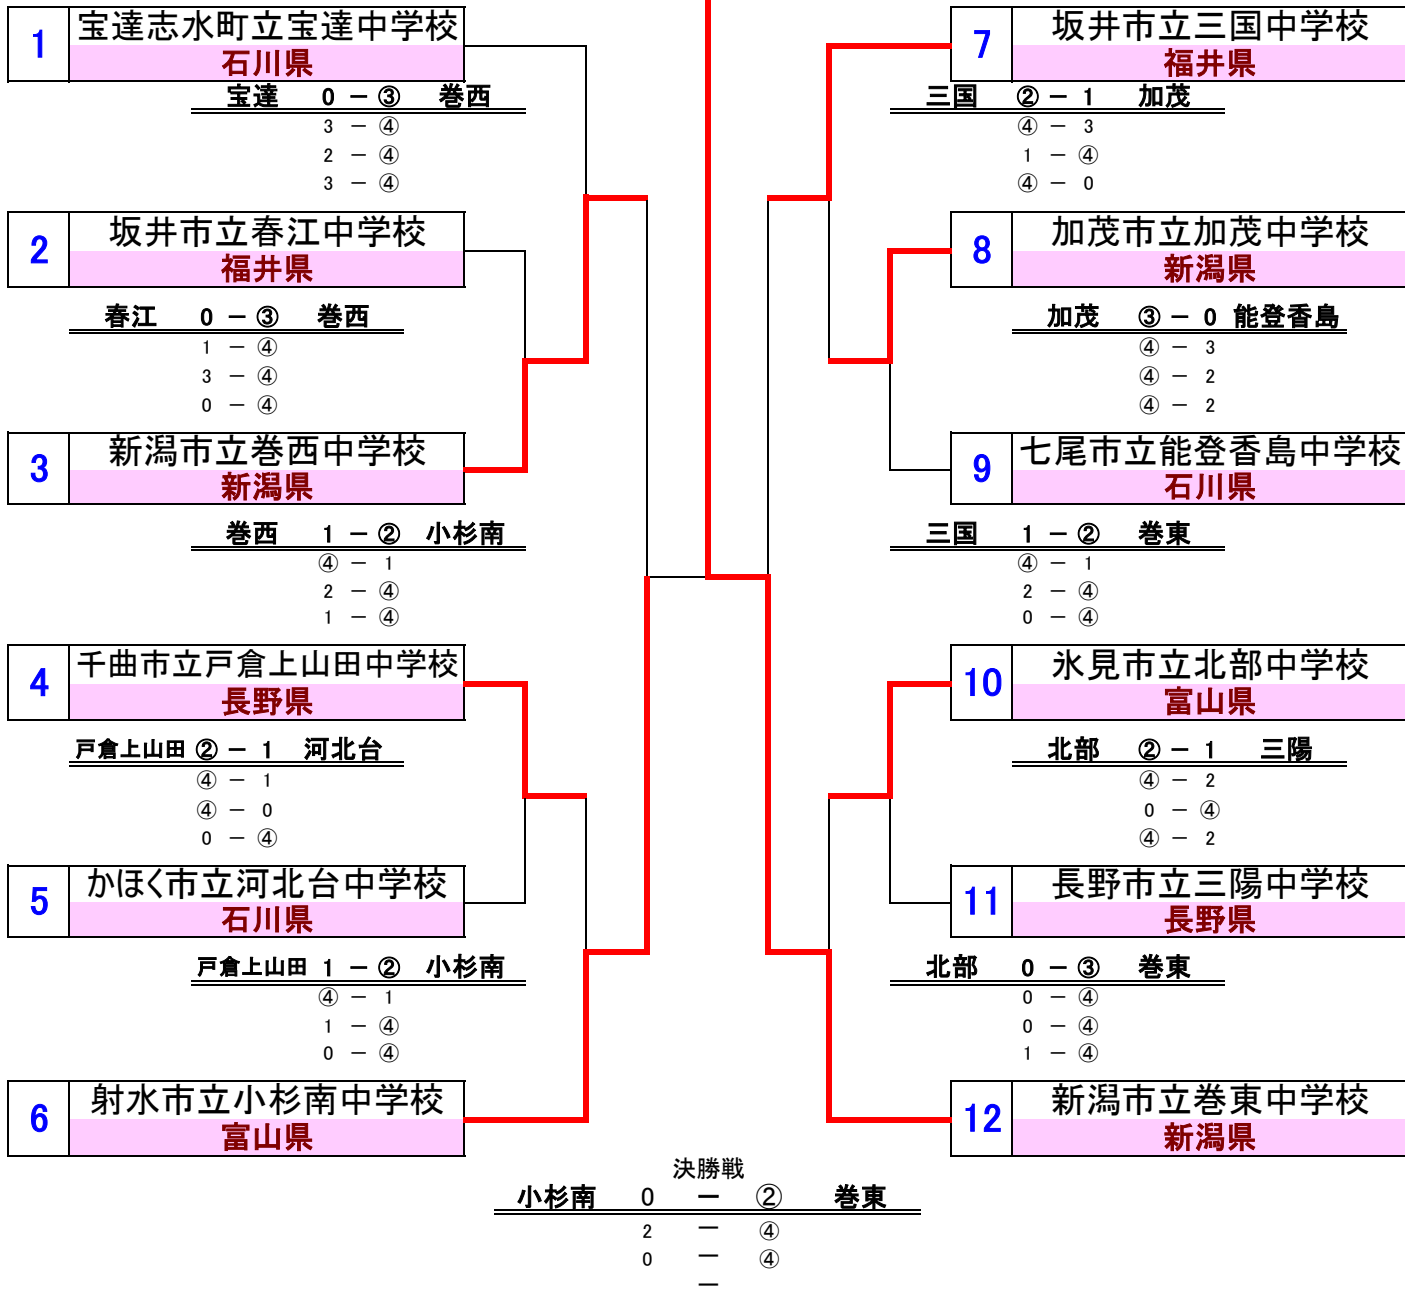 1 宝達志水町立宝達中学校
石川県
宝達 0 － ③ 巻西
3 － ④
2 － ④
3 － ④
2 坂井市立春江中学校
福井県
春江 0 － ③ 巻西
1 － ④
3 － ④
0 － ④
3 新潟市立巻西中学校
新潟県
巻西 1 － ② 小杉南
④ － 1
2 － ④
1 － ④
4 千曲市立戸倉上山田中学校
長野県
戸倉上山田 ② － 1 河北台
④ － 1
④ － 0
0 － ④
5 かほく市立河北台中学校
石川県
戸倉上山田 1 － ② 小杉南
④ － 1
1 － ④
0 － ④
6 射水市立小杉南中学校
富山県
7 坂井市立三国中学校
福井県
三国 ② － 1 加茂
④ － 3
1 － ④
④ － 0
8 加茂市立加茂中学校
新潟県
加茂 ③ － 0 能登香島
④ － 3
④ － 2
④ － 2
9 七尾市立能登香島中学校
石川県
三国 1 － ② 巻東
④ － 1
2 － ④
0 － ④
10 氷見市立北部中学校
富山県
北部 ② － 1 三陽
④ － 2
0 － ④
④ － 2
11 長野市立三陽中学校
長野県
北部 0 － ③ 巻東
0 － ④
0 － ④
1 － ④
12 新潟市立巻東中学校
新潟県
決勝戦
小杉南 0 － ② 巻東
2 － ④
0 － ④
－